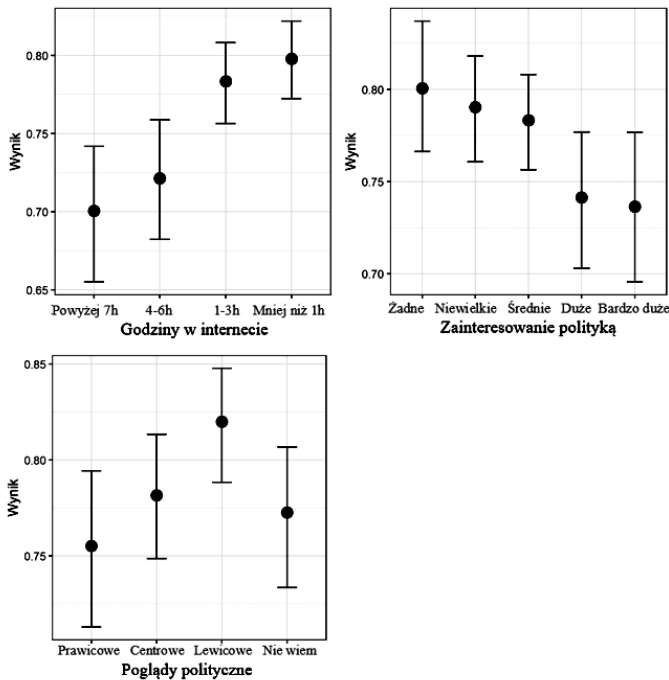 Wynik
0.80
0.75
0.70
0.65
Powyżej 7h 4-6h 1-3h Mniej niż 1h
Godziny w internecie
Wynik
0.80
0.75
0.70
Żadne Niewielkie Średnie Duże Bardzo duże
Zainteresowanie polityką
Wynik
0.85
0.80
0.75
Prawicowe Centrowe Lewicowe Nie wiem
Poglądy polityczne